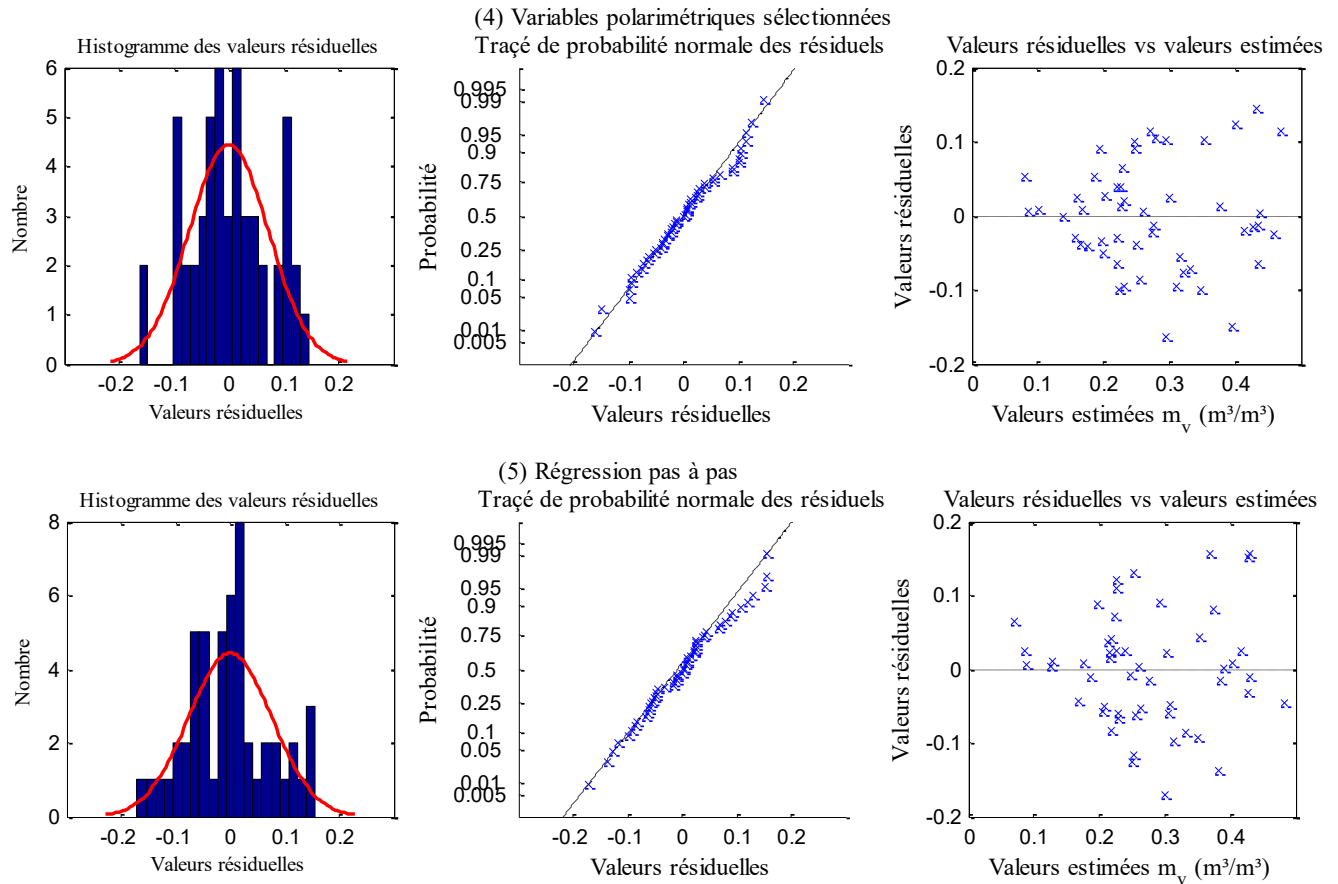 (4) Variables polarimétriques sélectionnées
Histogramme des valeurs résiduelles
6
5
4
3
2
1
0
-0.2 -0.1 0 0.1 0.2
Nombre
Valeurs résiduelles
Traçé de probabilité normale des résiduels
0.995
0.99
0.95
0.9
0.75
0.5
0.25
0.1
0.05
0.01
0.005
-0.2 -0.1 0 0.1 0.2
Probabilité
Valeurs résiduelles
Valeurs résiduelles vs valeurs estimées
0.2
0.1
0
-0.1
-0.2
0 0.1 0.2 0.3 0.4
Valeurs résiduelles
Valeurs estimées m_v (m³/m³)
(5) Régression pas à pas
Histogramme des valeurs résiduelles
8
6
4
2
0
-0.2 -0.1 0 0.1 0.2
Nombre
Valeurs résiduelles
Traçé de probabilité normale des résiduels
0.995
0.99
0.95
0.9
0.75
0.5
0.25
0.1
0.05
0.01
0.005
-0.2 -0.1 0 0.1 0.2
Probabilité
Valeurs résiduelles
Valeurs résiduelles vs valeurs estimées
0.2
0.1
0
-0.1
-0.2
0 0.1 0.2 0.3 0.4
Valeurs résiduelles
Valeurs estimées m_v (m³/m³)